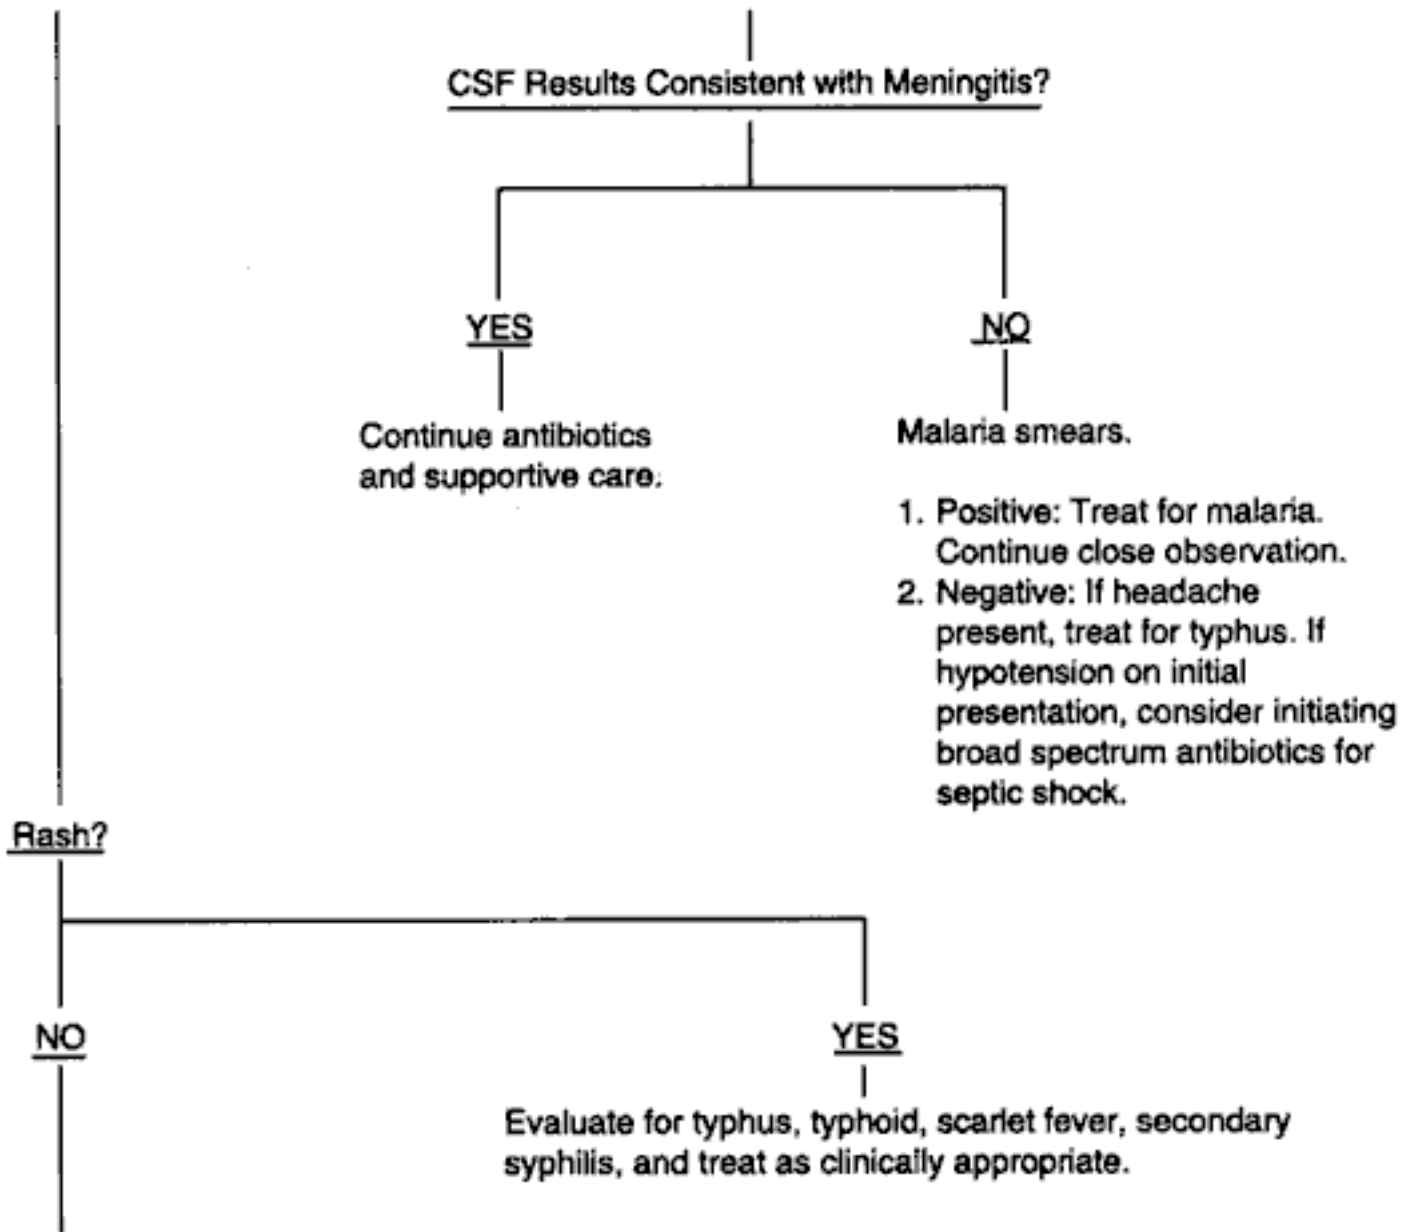 CSF Results Consistent with Meningitis?
YES
NO
Continue antibiotics
and supportive care.
Malaria smears.
1. Positive: Treat for malaria.
Continue close observation.
2. Negative: If headache
present, treat for typhus. If
hypotension on initial
presentation, consider initiating
broad spectrum antibiotics for
septic shock.
Rash?
NO
YES
Evaluate for typhus, typhoid, scarlet fever, secondary
syphilis, and treat as clinically appropriate.